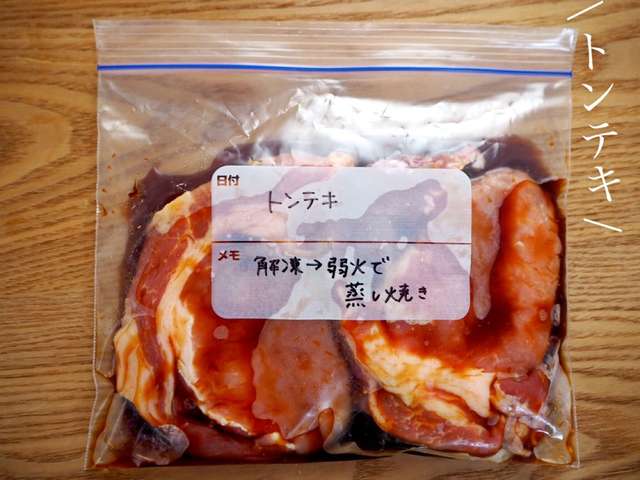 トンテキ
日付
トンテキ
メモ
解凍→弱火で
蒸し焼き